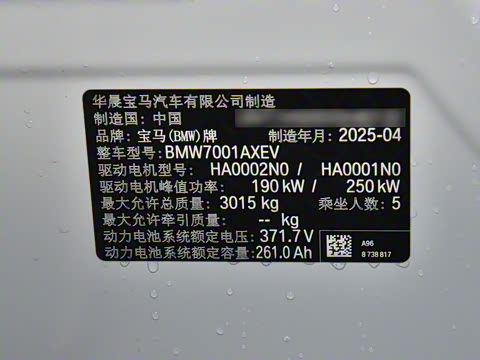 华晨宝马汽车有限公司制造
制造国: 中国
品牌: 宝马(BMW)牌 制造年月: 2025-04
整车型号: BMW7001AXEV
驱动电机型号: HA0002N0 / HA0001N0
驱动电机峰值功率: 190 kW / 250 kW
最大允许总质量: 3015 kg 乘坐人数: 5
最大允许牵引质量: -- kg
动力电池系统额定电压: 371.7 V
动力电池系统额定容量: 261.0 Ah
A96
8 738 817